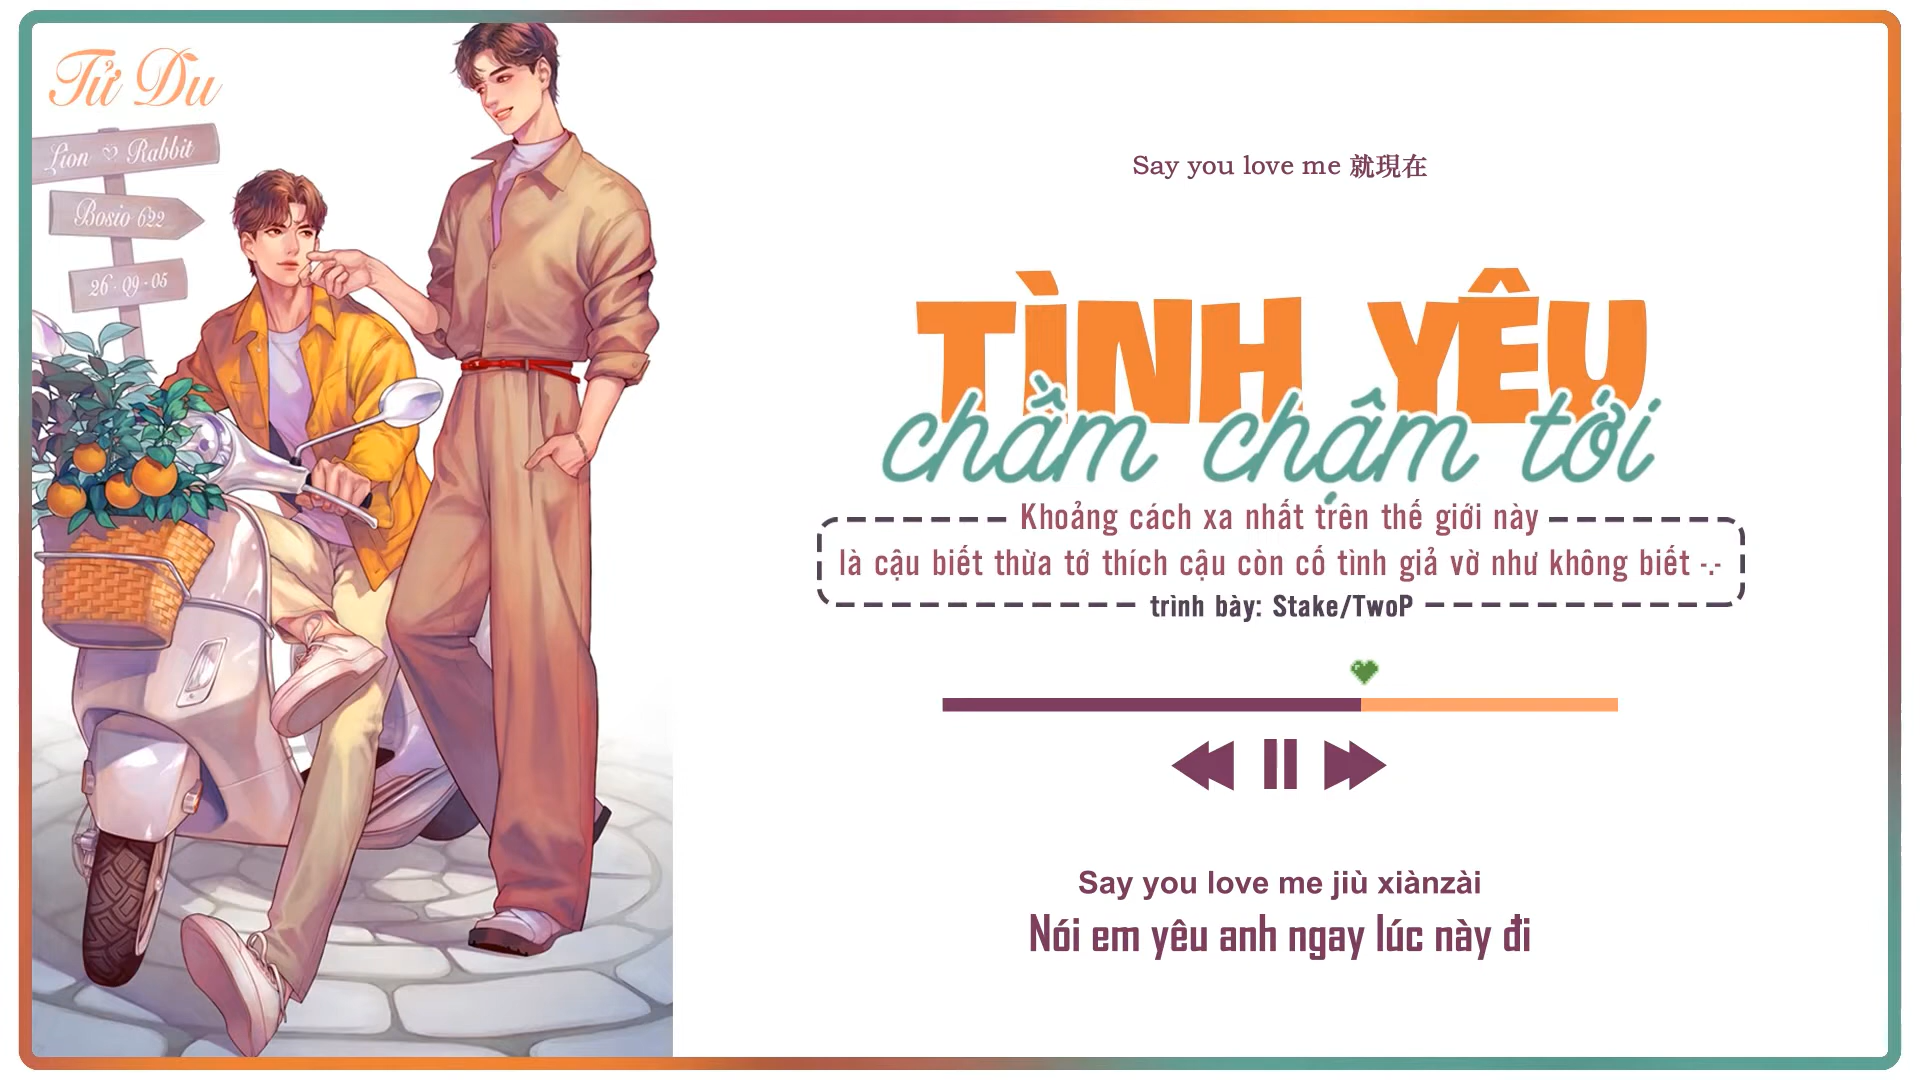 Tử Du
Lion ♡ Rabbit
Bosio 622
26-09-05
Say you love me 就現在
TÌNH YÊU
chầm chậm tới
Khoảng cách xa nhất trên thế giới này
là cậu biết thừa tớ thích cậu còn cố tình giả vờ như không biết -.-
trình bày: Stake/TwoP
Say you love me jiù xiànzài
Nói em yêu anh ngay lúc này đi